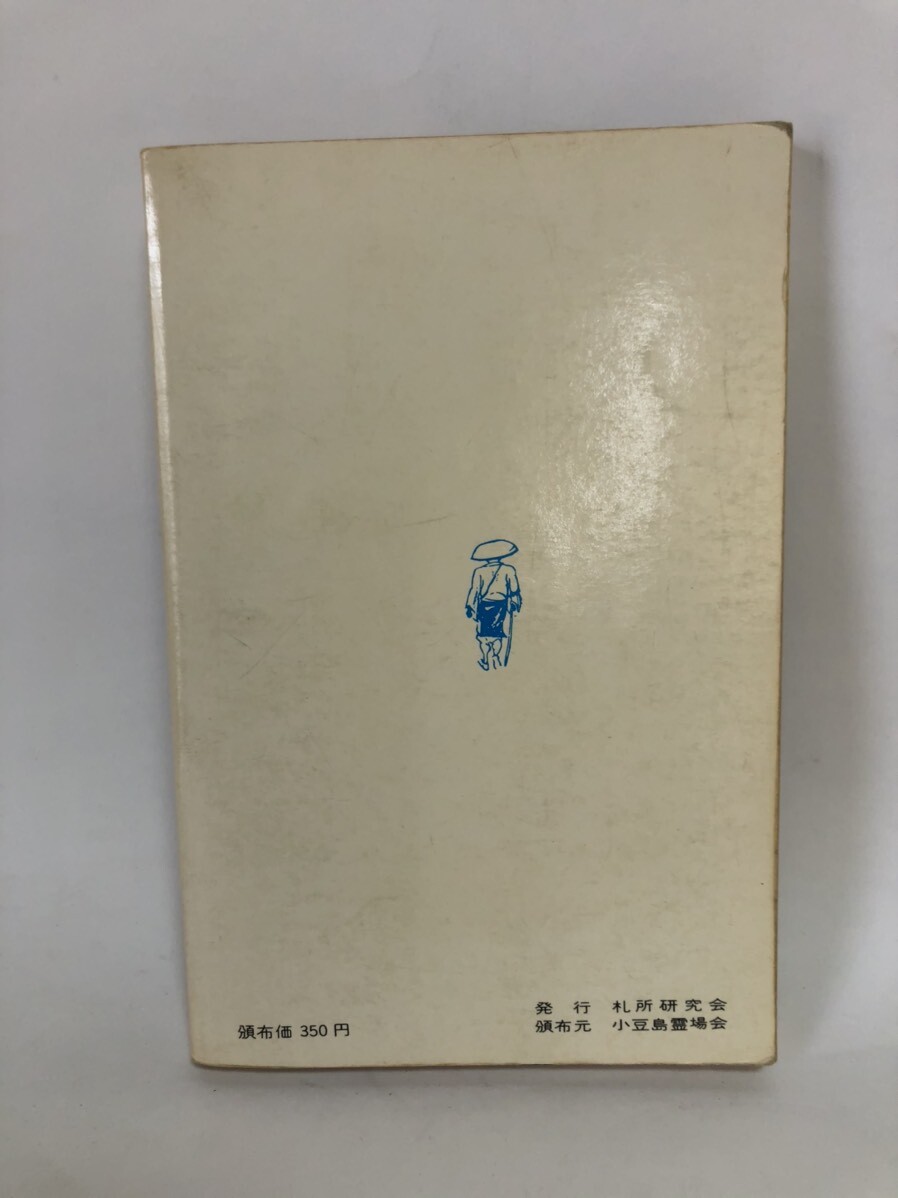 頒布価 350 円
発　行　札所研究会
頒布元　小豆島霊場会